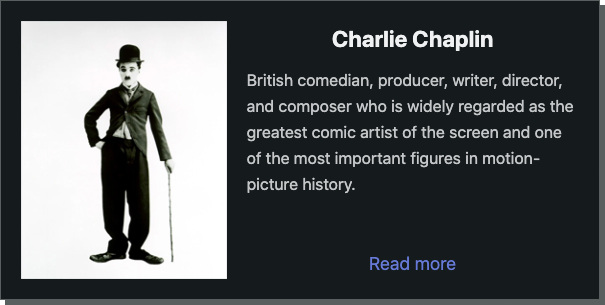 Charlie Chaplin
British comedian, producer, writer, director,
and composer who is widely regarded as the
greatest comic artist of the screen and one
of the most important figures in motion-
picture history.
Read more